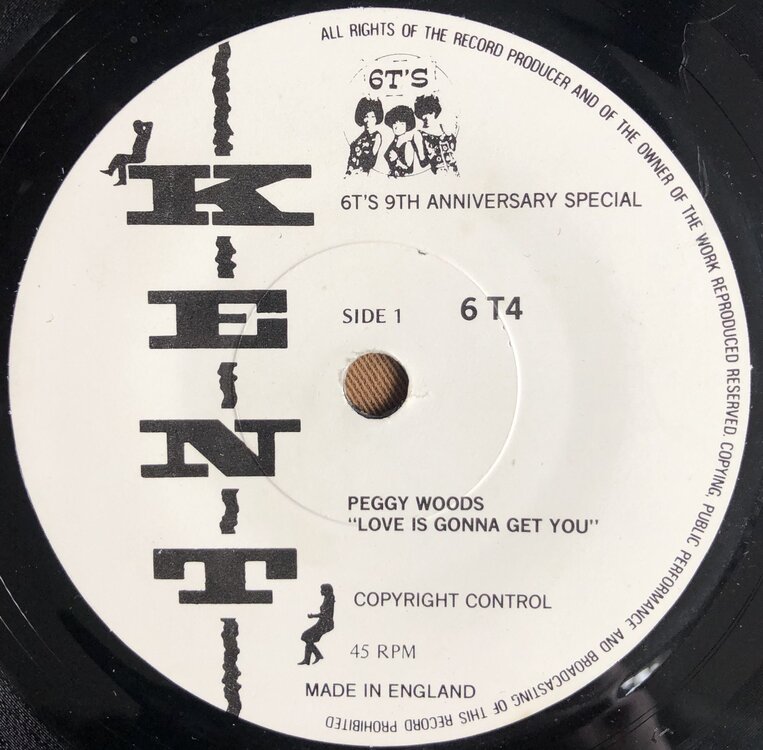 ALL RIGHTS OF THE RECORD PRODUCER AND OF THE OWNER OF THE WORK REPRODUCED RESERVED. COPYING, PUBLIC PERFORMANCE AND BROADCASTING OF THIS RECORD PROHIBITED
6T'S
KENT
6T'S 9TH ANNIVERSARY SPECIAL
SIDE 1 6 T4
PEGGY WOODS
"LOVE IS GONNA GET YOU"
COPYRIGHT CONTROL
45 RPM
MADE IN ENGLAND